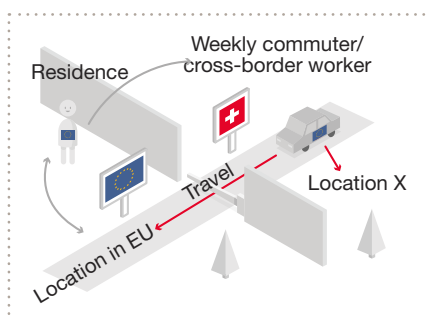 Weekly commuter/
cross-border worker
Residence
Travel
Location X
Location in EU